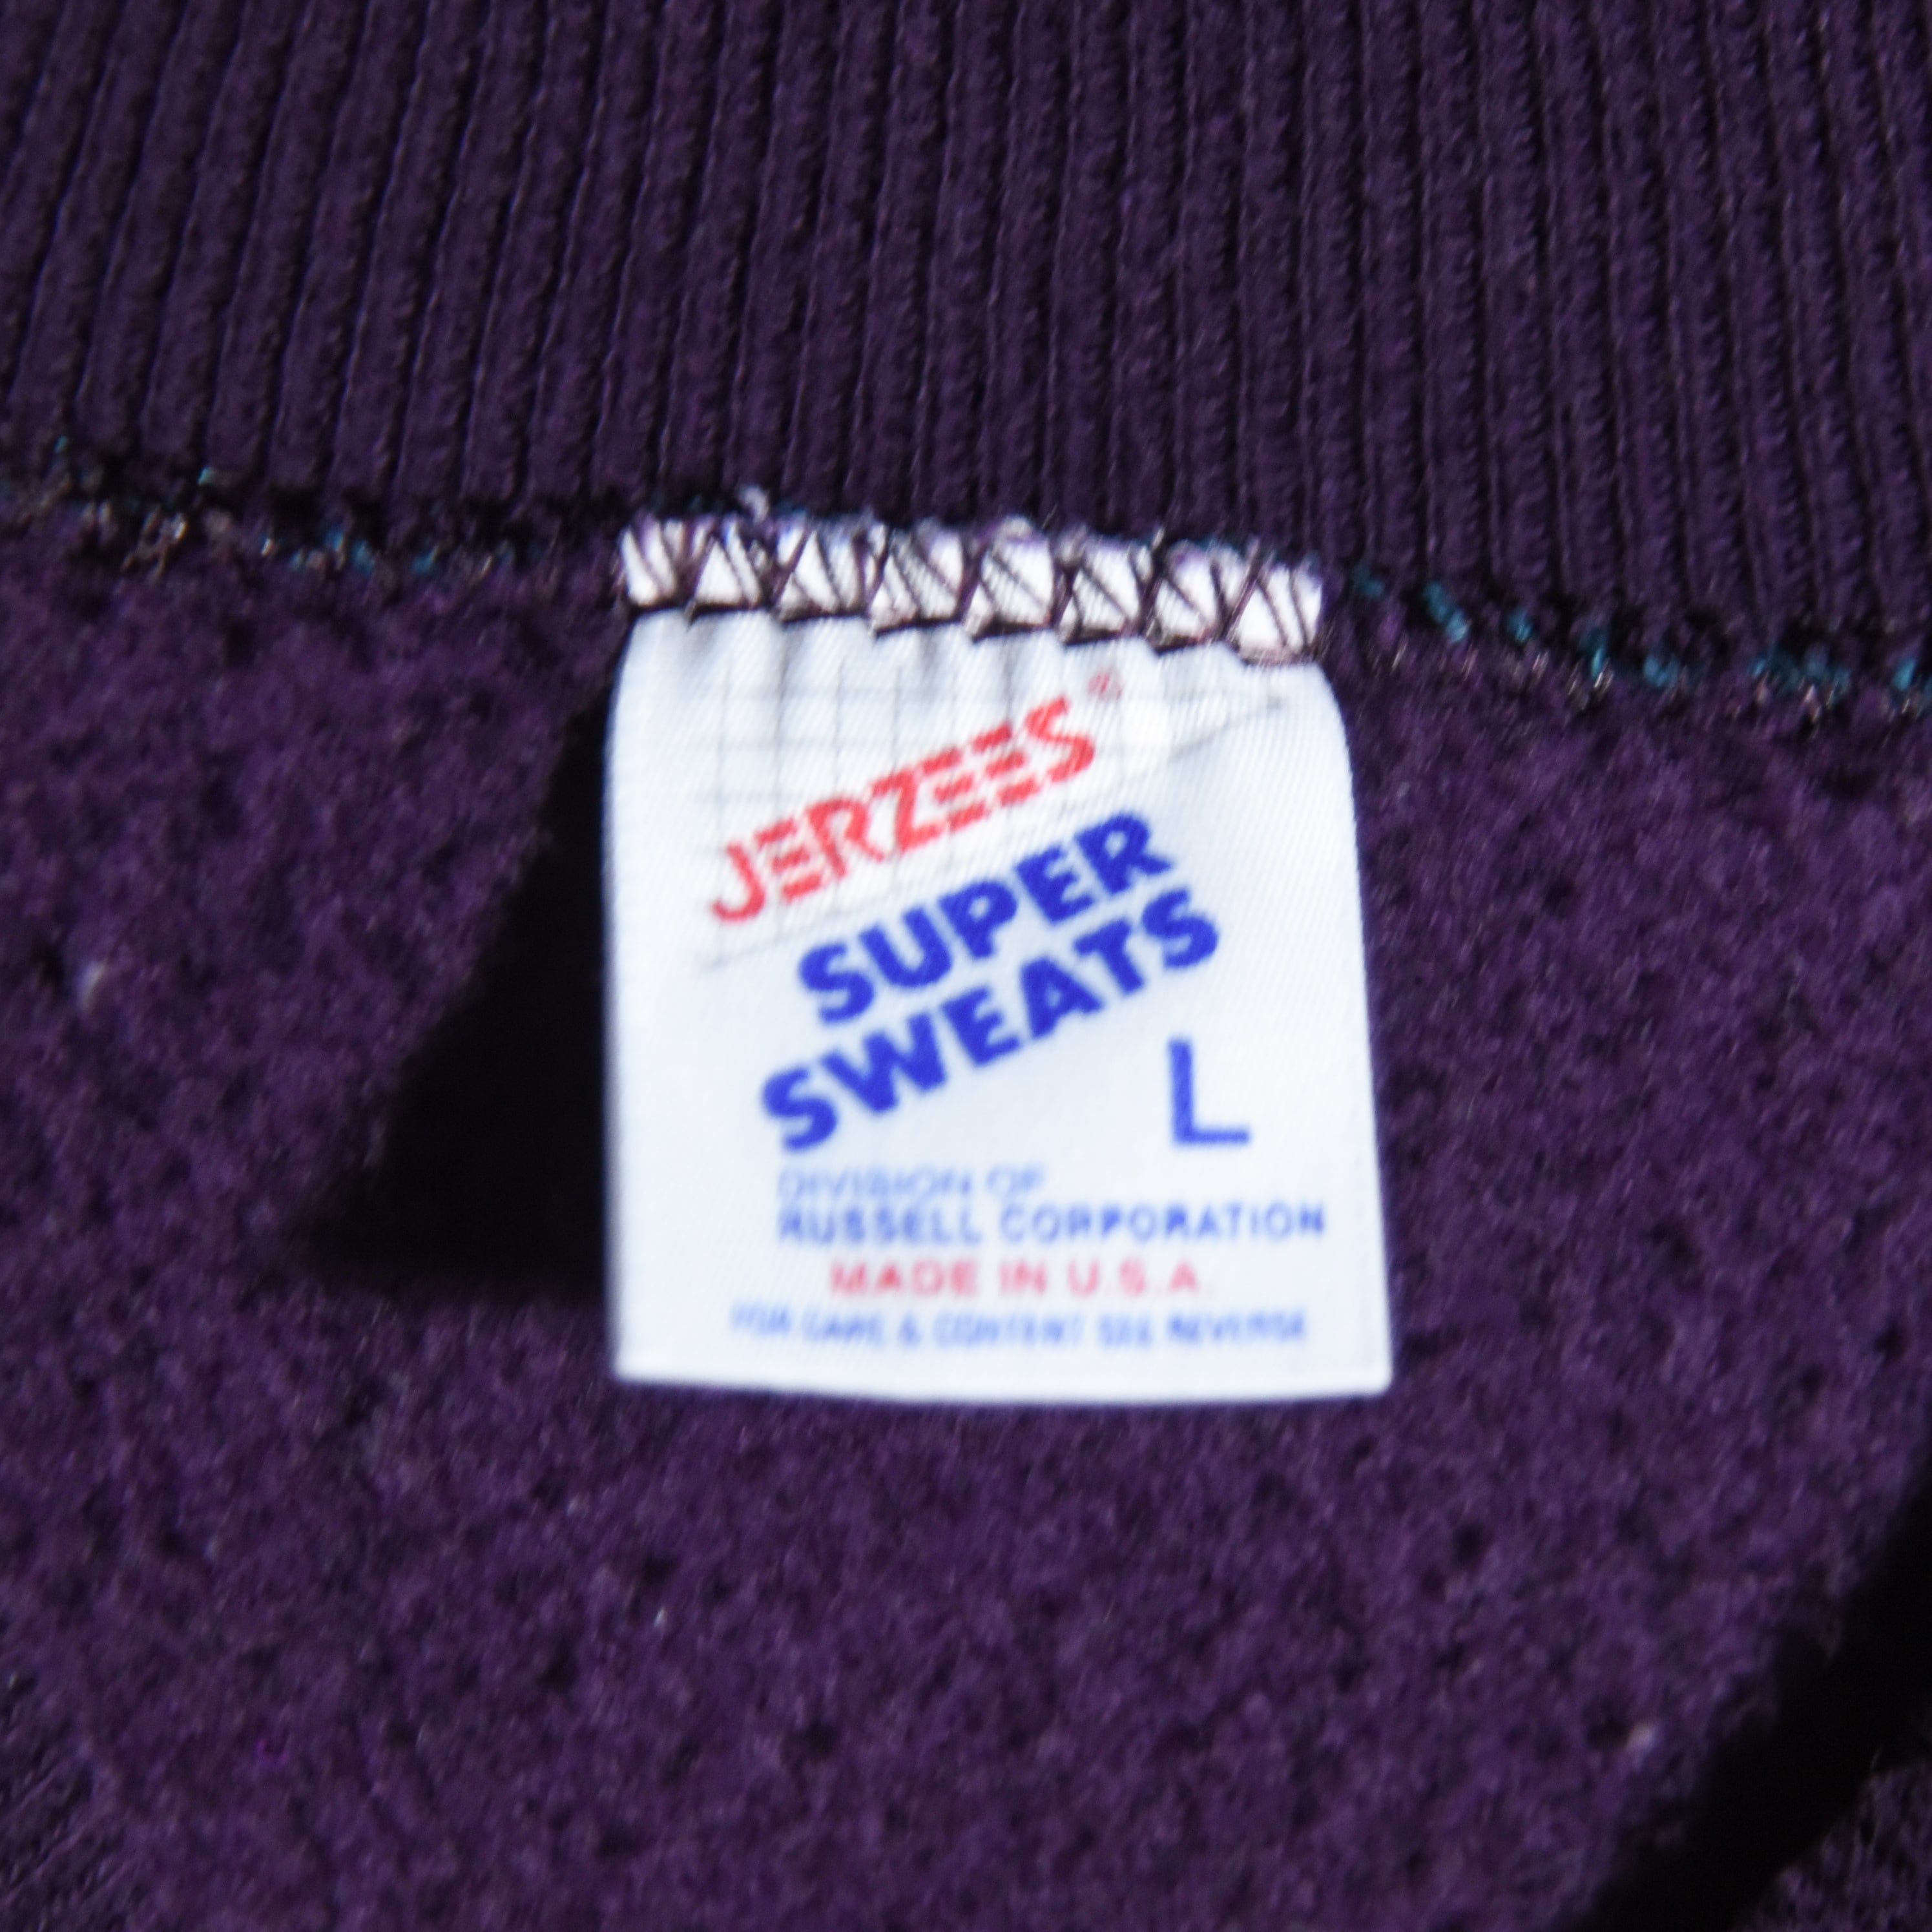 JERZEES®
SUPER
SWEATS
L
DIVISION OF
RUSSELL CORPORATION
MADE IN U.S.A.
FOR CARE & CONTENT SEE REVERSE